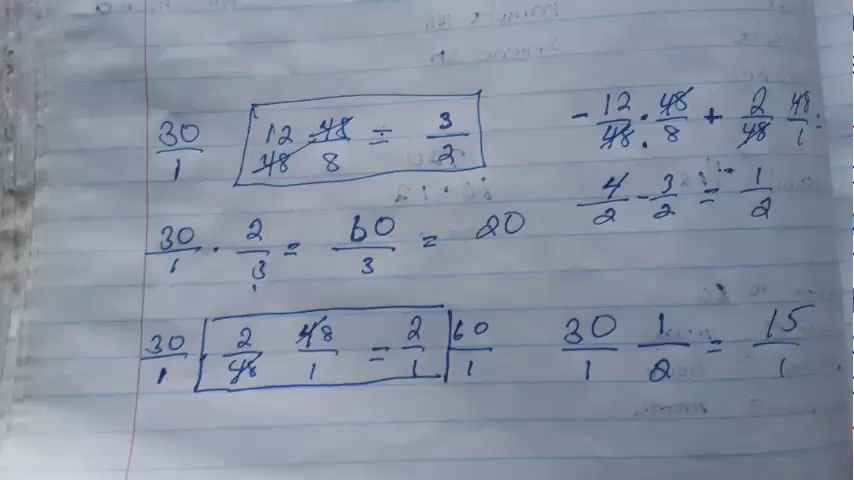 30/1 12/48 48/8 = 3/2
-12/48 · 48/8 + 2/48 48/1 =
4/2 - 3/2 = 1/2
30/1 · 2/3 = 60/3 = 20
30/1 2/48 48/1 = 2/1 60/1
30/1 1/2 = 15/1